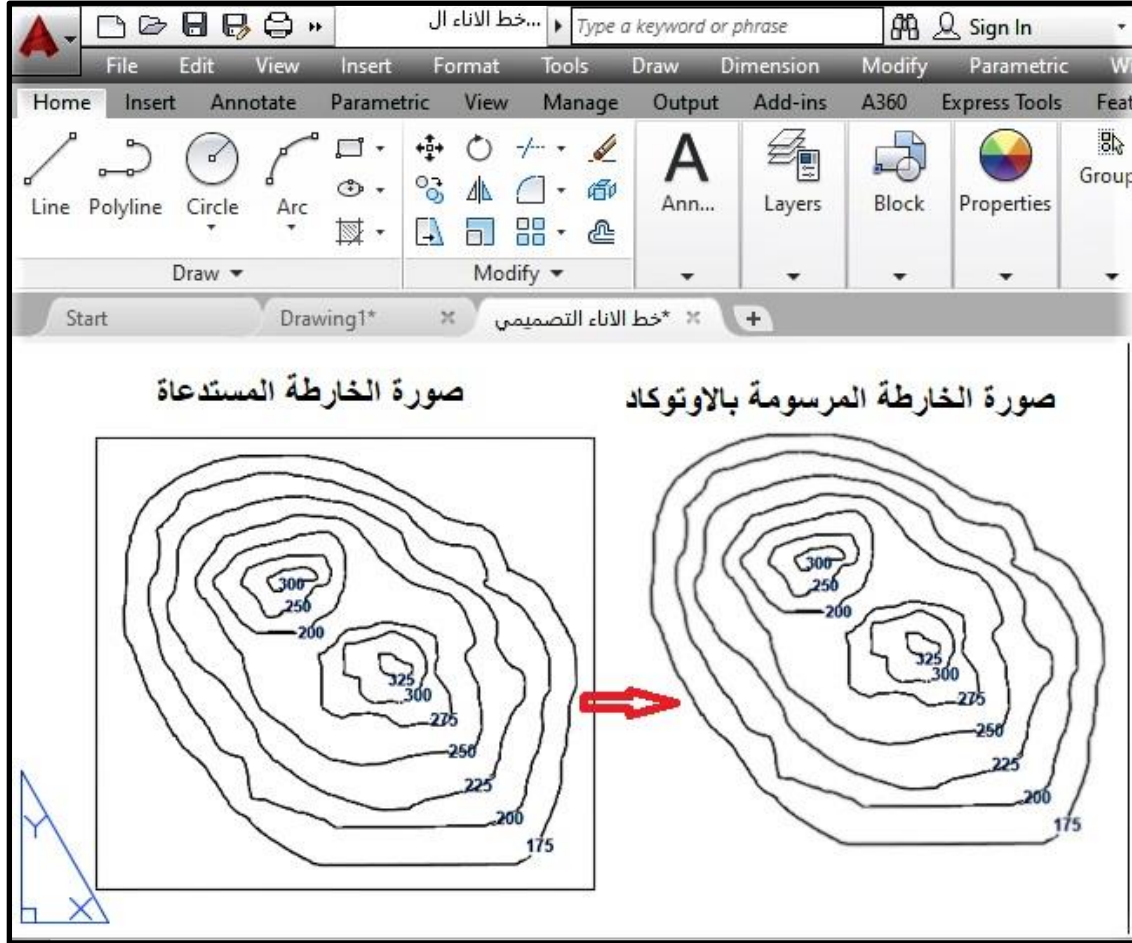 خط الاناء ال...
Type a keyword or phrase
Sign In
File Edit View Insert Format Tools Draw Dimension Modify Parametric
Home Insert Annotate Parametric View Manage Output Add-ins A360 Express Tools Feat
Line Polyline Circle Arc
Ann... Layers Block Properties Group
Draw Modify
Start Drawing1* خط الاناء التصميمي*
صورة الخارطة المرسومة بالاوتوكاد
صورة الخارطة المستدعاة
300
250
200
325
300
275
250
225
200
175
300
250
200
325
300
275
250
225
200
175
Y
X